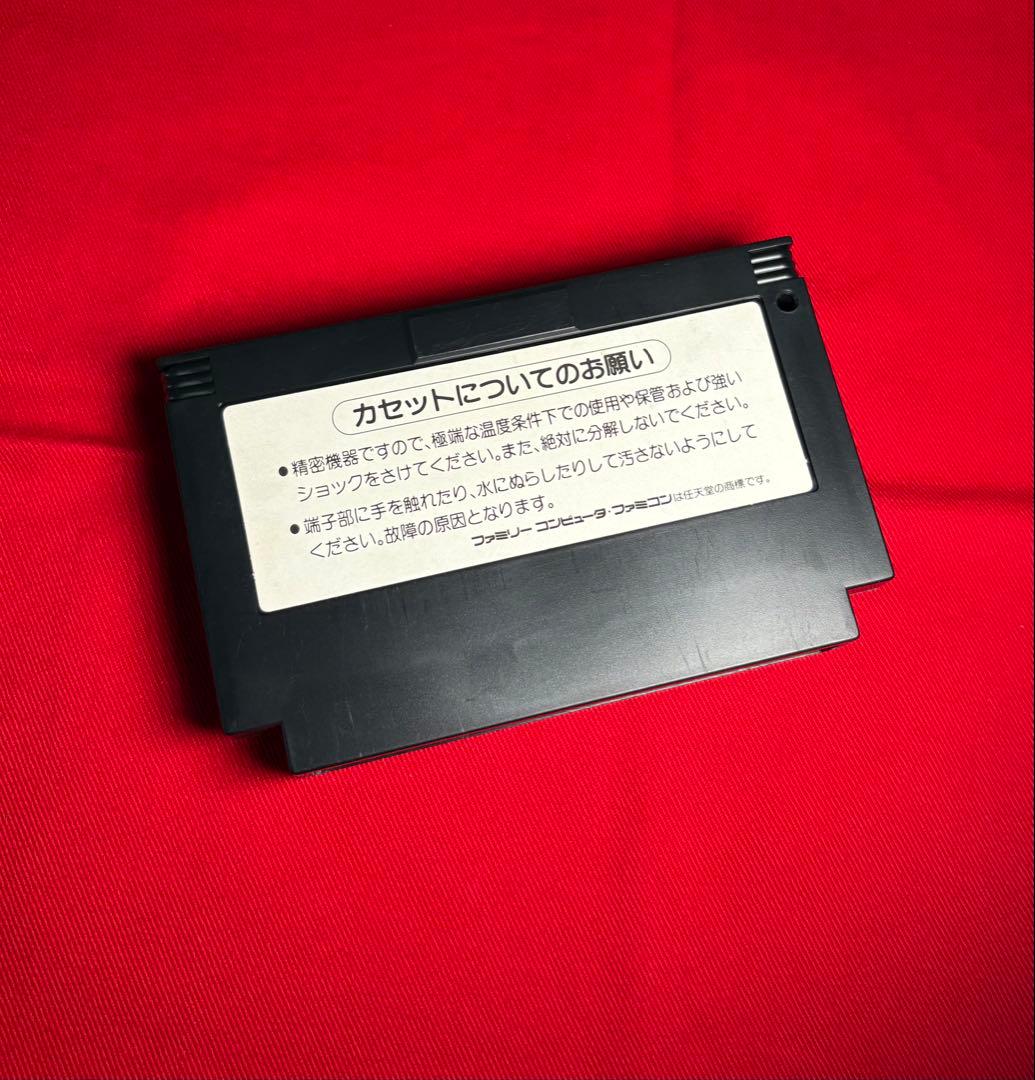 カセットについてのお願い
●精密機器ですので、極端な温度条件下での使用や保管および強い
ショックをさけてください。また、絶対に分解しないでください。
●端子部に手を触れたり、水にぬらしたりして汚さないようにして
ください。故障の原因となります。
ファミリー コンピュータ・ファミコンは任天堂の商標です。